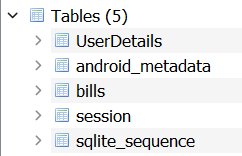 Tables (5)
UserDetails
android_metadata
bills
session
sqlite_sequence